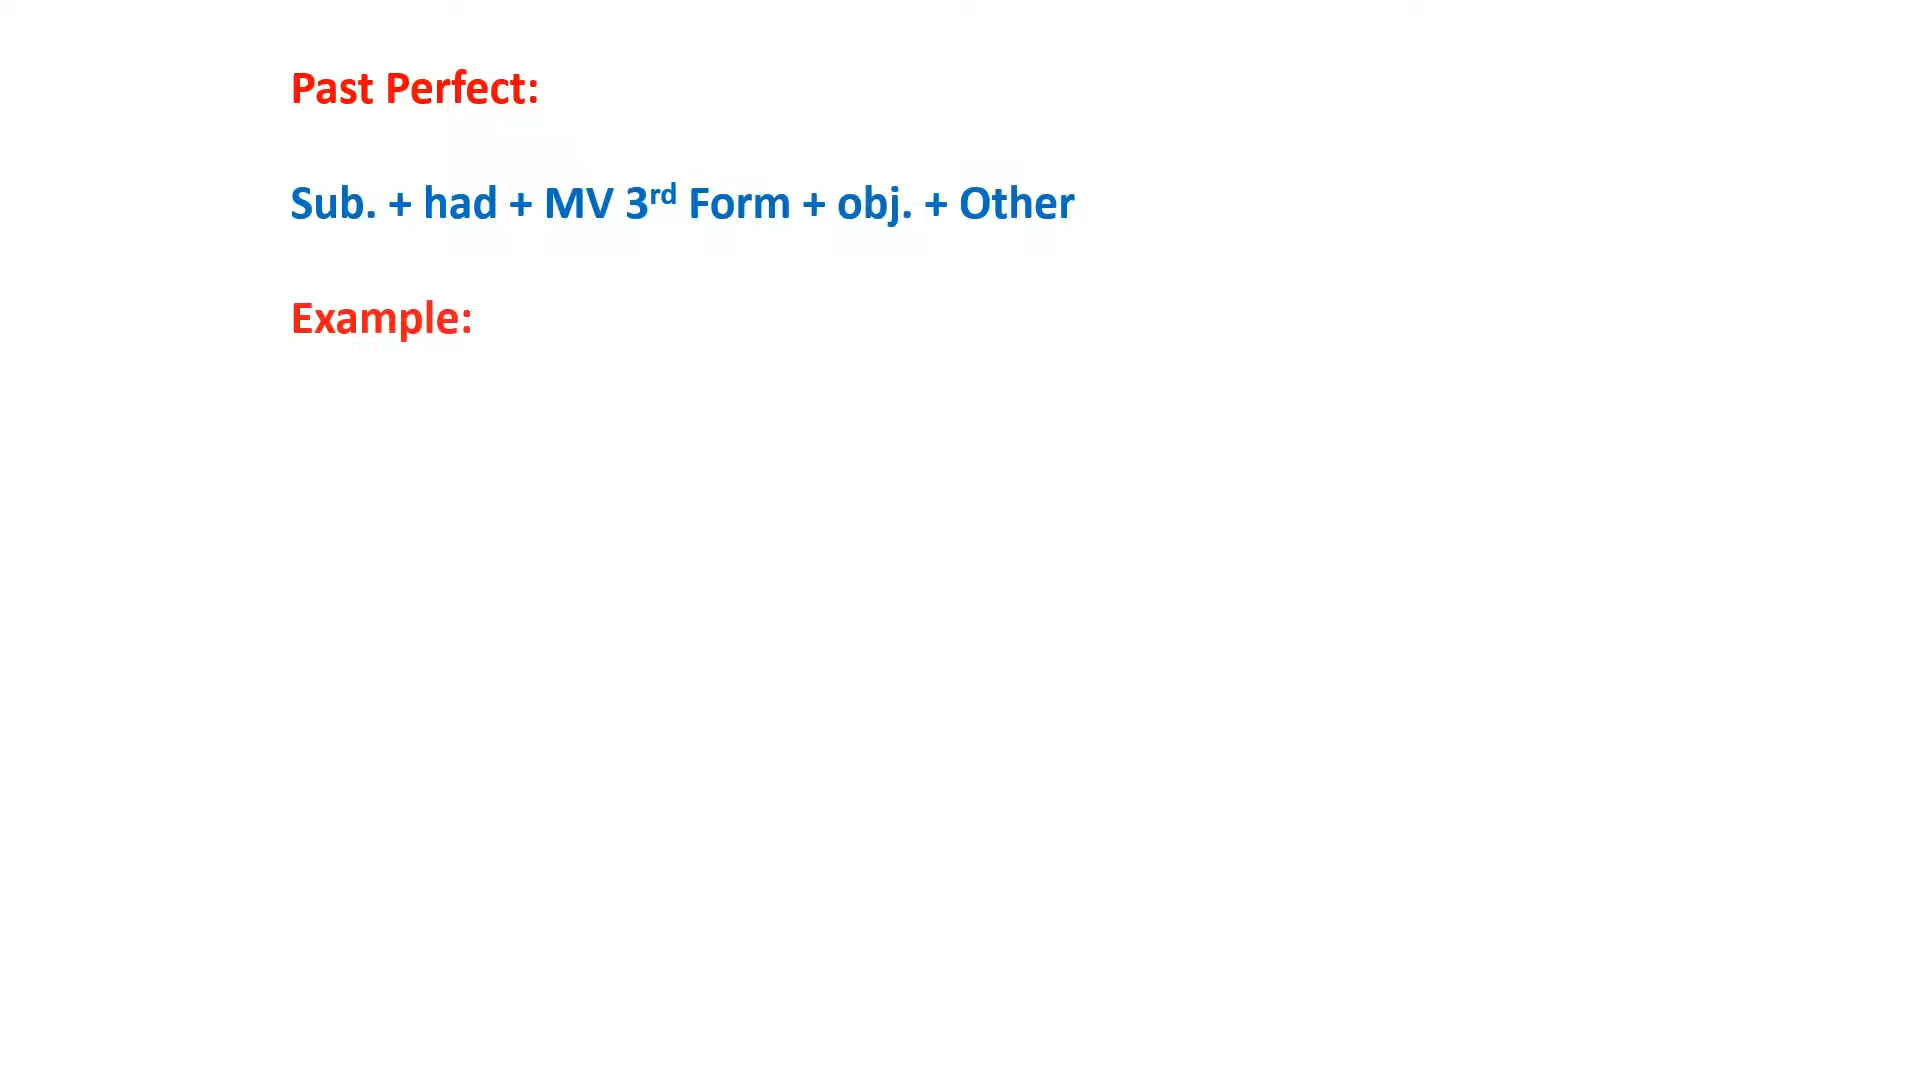 Past Perfect:
Sub. + had + MV 3rd Form + obj. + Other
Example: